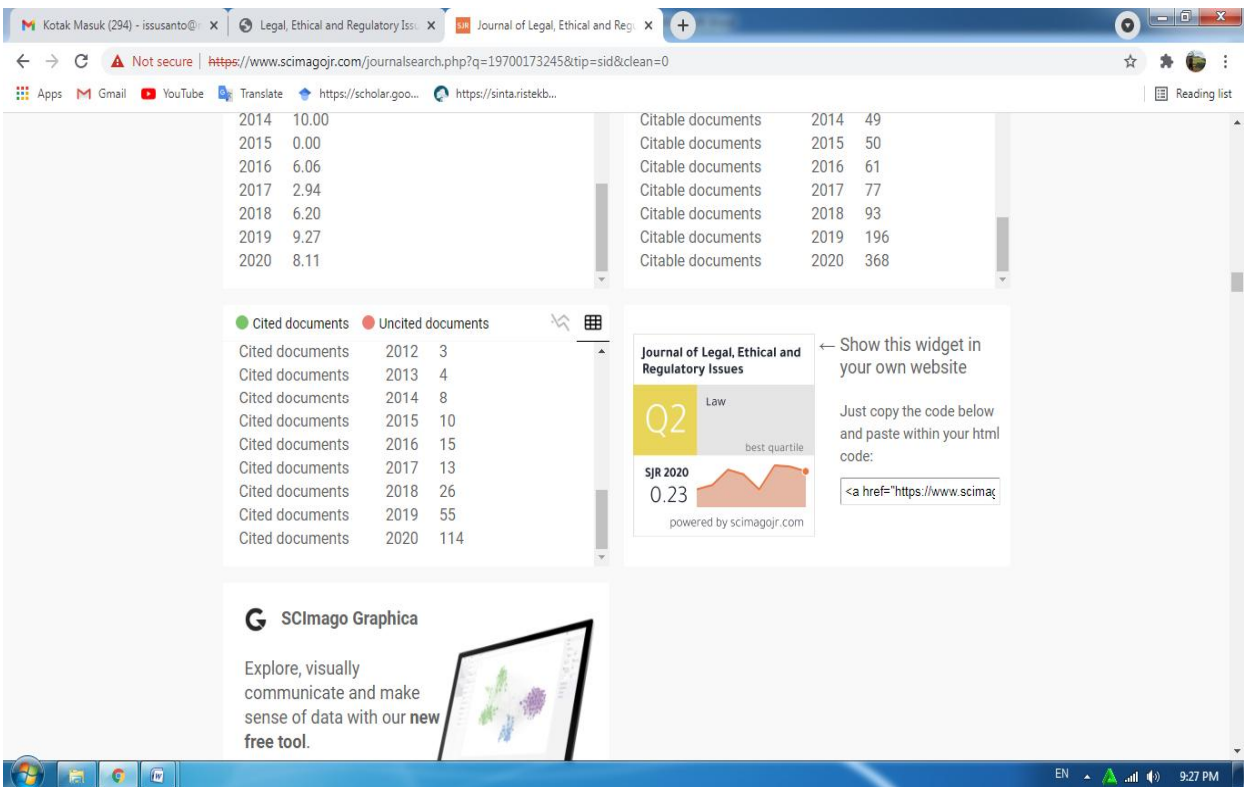 Kotak Masuk (294) - issusanto@
Legal, Ethical and Regulatory Issu
Journal of Legal, Ethical and Regu
Not secure | https://www.scimagojr.com/journalsearch.php?q=19700173245&tip=sid&clean=0
Apps Gmail YouTube Translate https://scholar.goo... https://sinta.ristekb... Reading list
2014 10.00
2015 0.00
2016 6.06
2017 2.94
2018 6.20
2019 9.27
2020 8.11
Citable documents 2014 49
Citable documents 2015 50
Citable documents 2016 61
Citable documents 2017 77
Citable documents 2018 93
Citable documents 2019 196
Citable documents 2020 368
Cited documents Uncited documents
Cited documents 2012 3
Cited documents 2013 4
Cited documents 2014 8
Cited documents 2015 10
Cited documents 2016 15
Cited documents 2017 13
Cited documents 2018 26
Cited documents 2019 55
Cited documents 2020 114
Journal of Legal, Ethical and
Regulatory Issues
Q2
Law
best quartile
SJR 2020
0.23
powered by scimagojr.com
← Show this widget in
your own website
Just copy the code below
and paste within your html
code:
<a href="https://www.scimag
SCImago Graphica
Explore, visually
communicate and make
sense of data with our new
free tool.
EN 9:27 PM